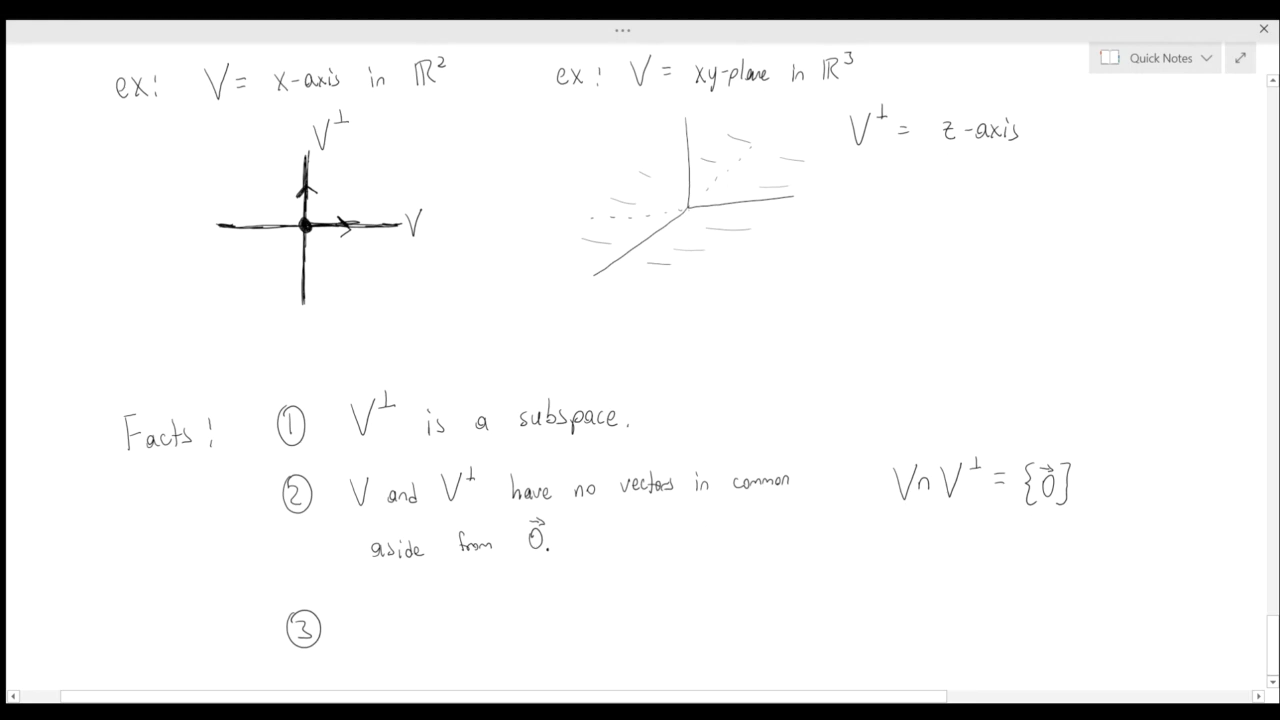 Quick Notes
ex: V = x-axis in ℝ²
ex: V = xy-plane in ℝ³
V⊥ = z-axis
V⊥
V
Facts: ① V⊥ is a subspace.
② V and V⊥ have no vectors in common
aside from 0⃗.
V∩V⊥ = {0⃗}
③